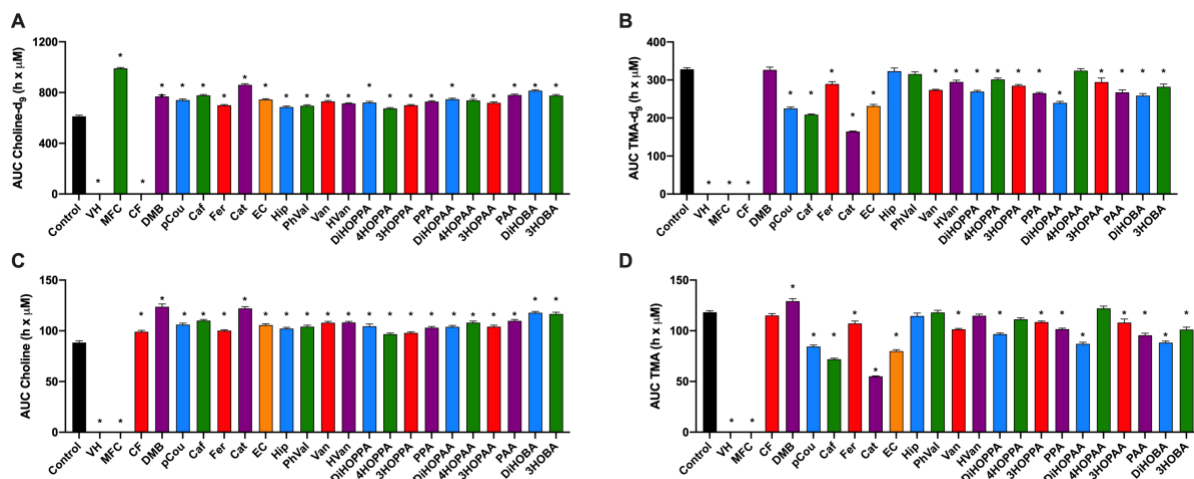 A
AUC Choline-d9 (h x µM)
1200
800
400
0
* * * * * * * * * * * * * * * * * * *
Control VH MFC CF DMB pCou Caf Fer Cat EC Hip PhVal Van HVan DiHOPPA 4HOPPA 3HOPPA PPA DiHOPAA 4HOPAA 3HOPAA PAA DiHOBA 3HOBA
B
AUC TMA-d9 (h x µM)
400
300
200
100
0
* * * * * * * * * * * * * * * * * * *
Control VH MFC CF DMB pCou Caf Fer Cat EC Hip PhVal Van HVan DiHOPPA 4HOPPA 3HOPPA PPA DiHOPAA 4HOPAA 3HOPAA PAA DiHOBA 3HOBA
C
AUC Choline (h x µM)
150
100
50
0
* * * * * * * * * * * * * * * * * * * * * * *
Control VH MFC CF DMB pCou Caf Fer Cat EC Hip PhVal Van HVan DiHOPPA 4HOPPA 3HOPPA PPA DiHOPAA 4HOPAA 3HOPAA PAA DiHOBA 3HOBA
D
AUC TMA (h x µM)
150
100
50
0
* * * * * * * * * * * * * * * * *
Control VH MFC CF DMB pCou Caf Fer Cat EC Hip PhVal Van HVan DiHOPPA 4HOPPA 3HOPPA PPA DiHOPAA 4HOPAA 3HOPAA PAA DiHOBA 3HOBA